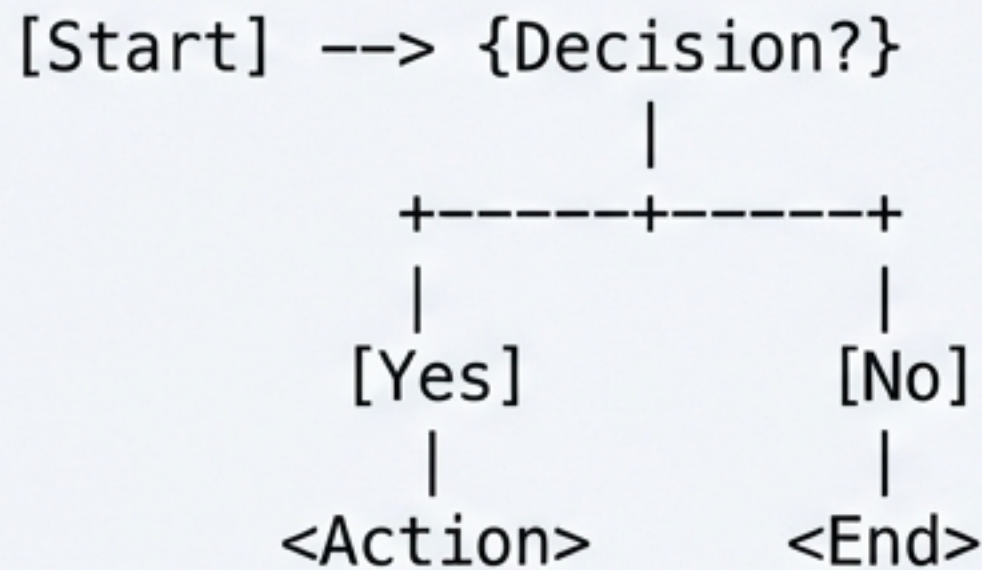 [Start] --> {Decision?}
                |
          +-----+-----+
          |           |
        [Yes]        [No]
          |           |
      <Action>      <End>